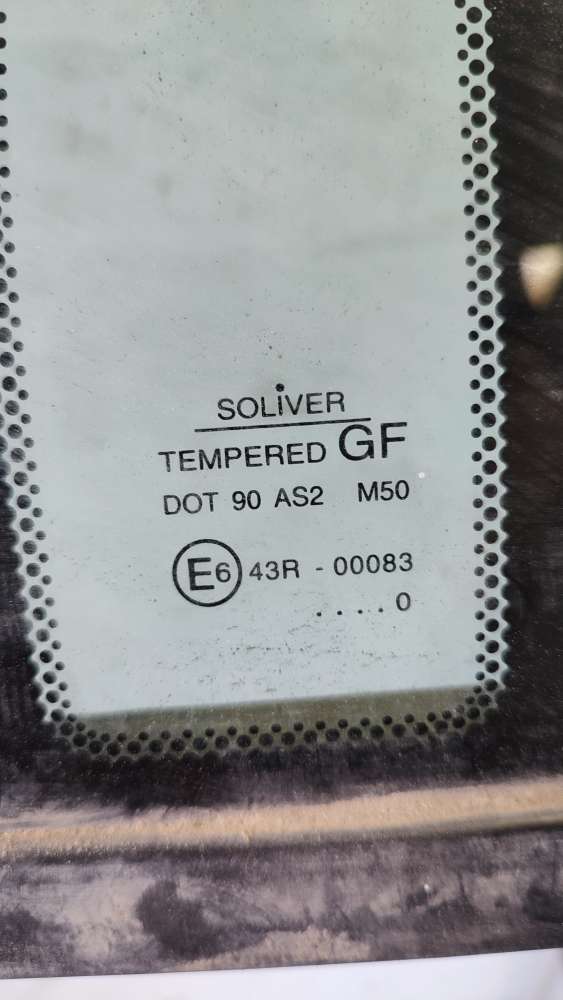 SOLiVER
TEMPERED GF
DOT 90 AS2 M50
E6 43R - 00083
....0